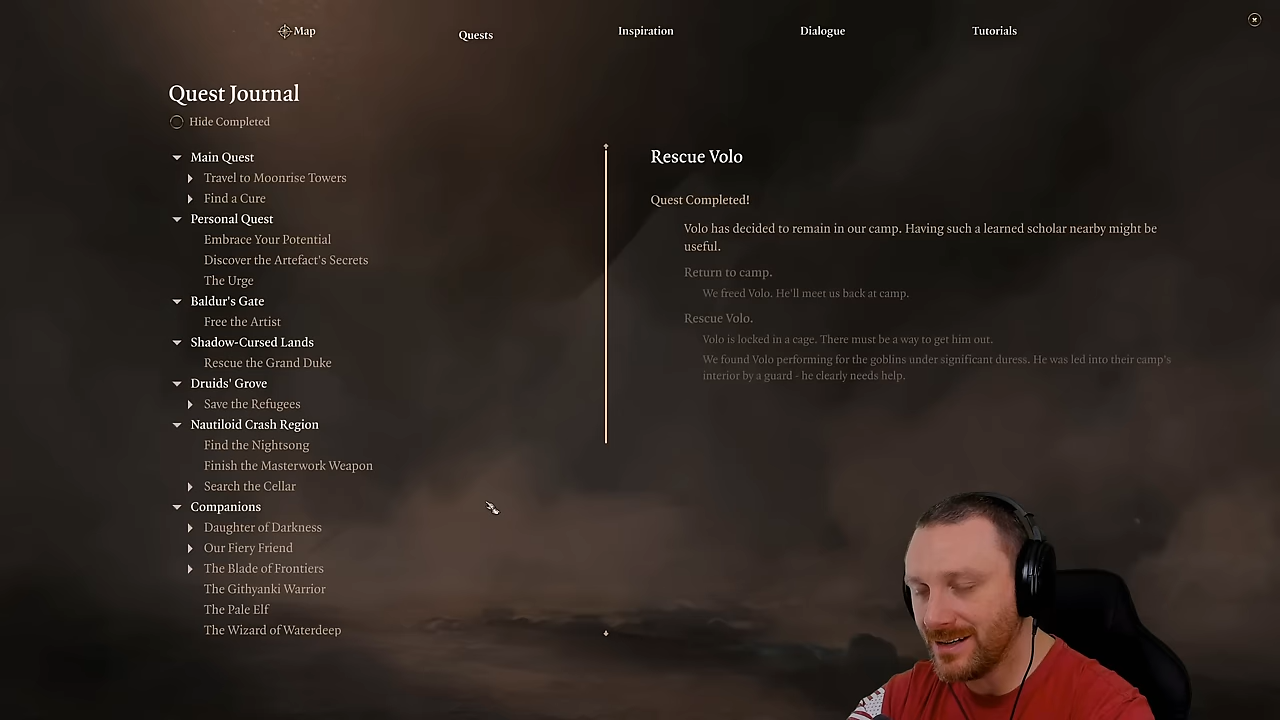 Map
Quests
Inspiration
Dialogue
Tutorials
Quest Journal
Hide Completed
Main Quest
Travel to Moonrise Towers
Find a Cure
Personal Quest
Embrace Your Potential
Discover the Artefact's Secrets
The Urge
Baldur's Gate
Free the Artist
Shadow-Cursed Lands
Rescue the Grand Duke
Druids' Grove
Save the Refugees
Nautiloid Crash Region
Find the Nightsong
Finish the Masterwork Weapon
Search the Cellar
Companions
Daughter of Darkness
Our Fiery Friend
The Blade of Frontiers
The Githyanki Warrior
The Pale Elf
The Wizard of Waterdeep
Rescue Volo
Quest Completed!
Volo has decided to remain in our camp. Having such a learned scholar nearby might be
useful.
Return to camp.
We freed Volo. He'll meet us back at camp.
Rescue Volo.
Volo is locked in a cage. There must be a way to get him out.
We found Volo performing for the goblins under significant duress. He was led into their camp's
interior by a guard - he clearly needs help.